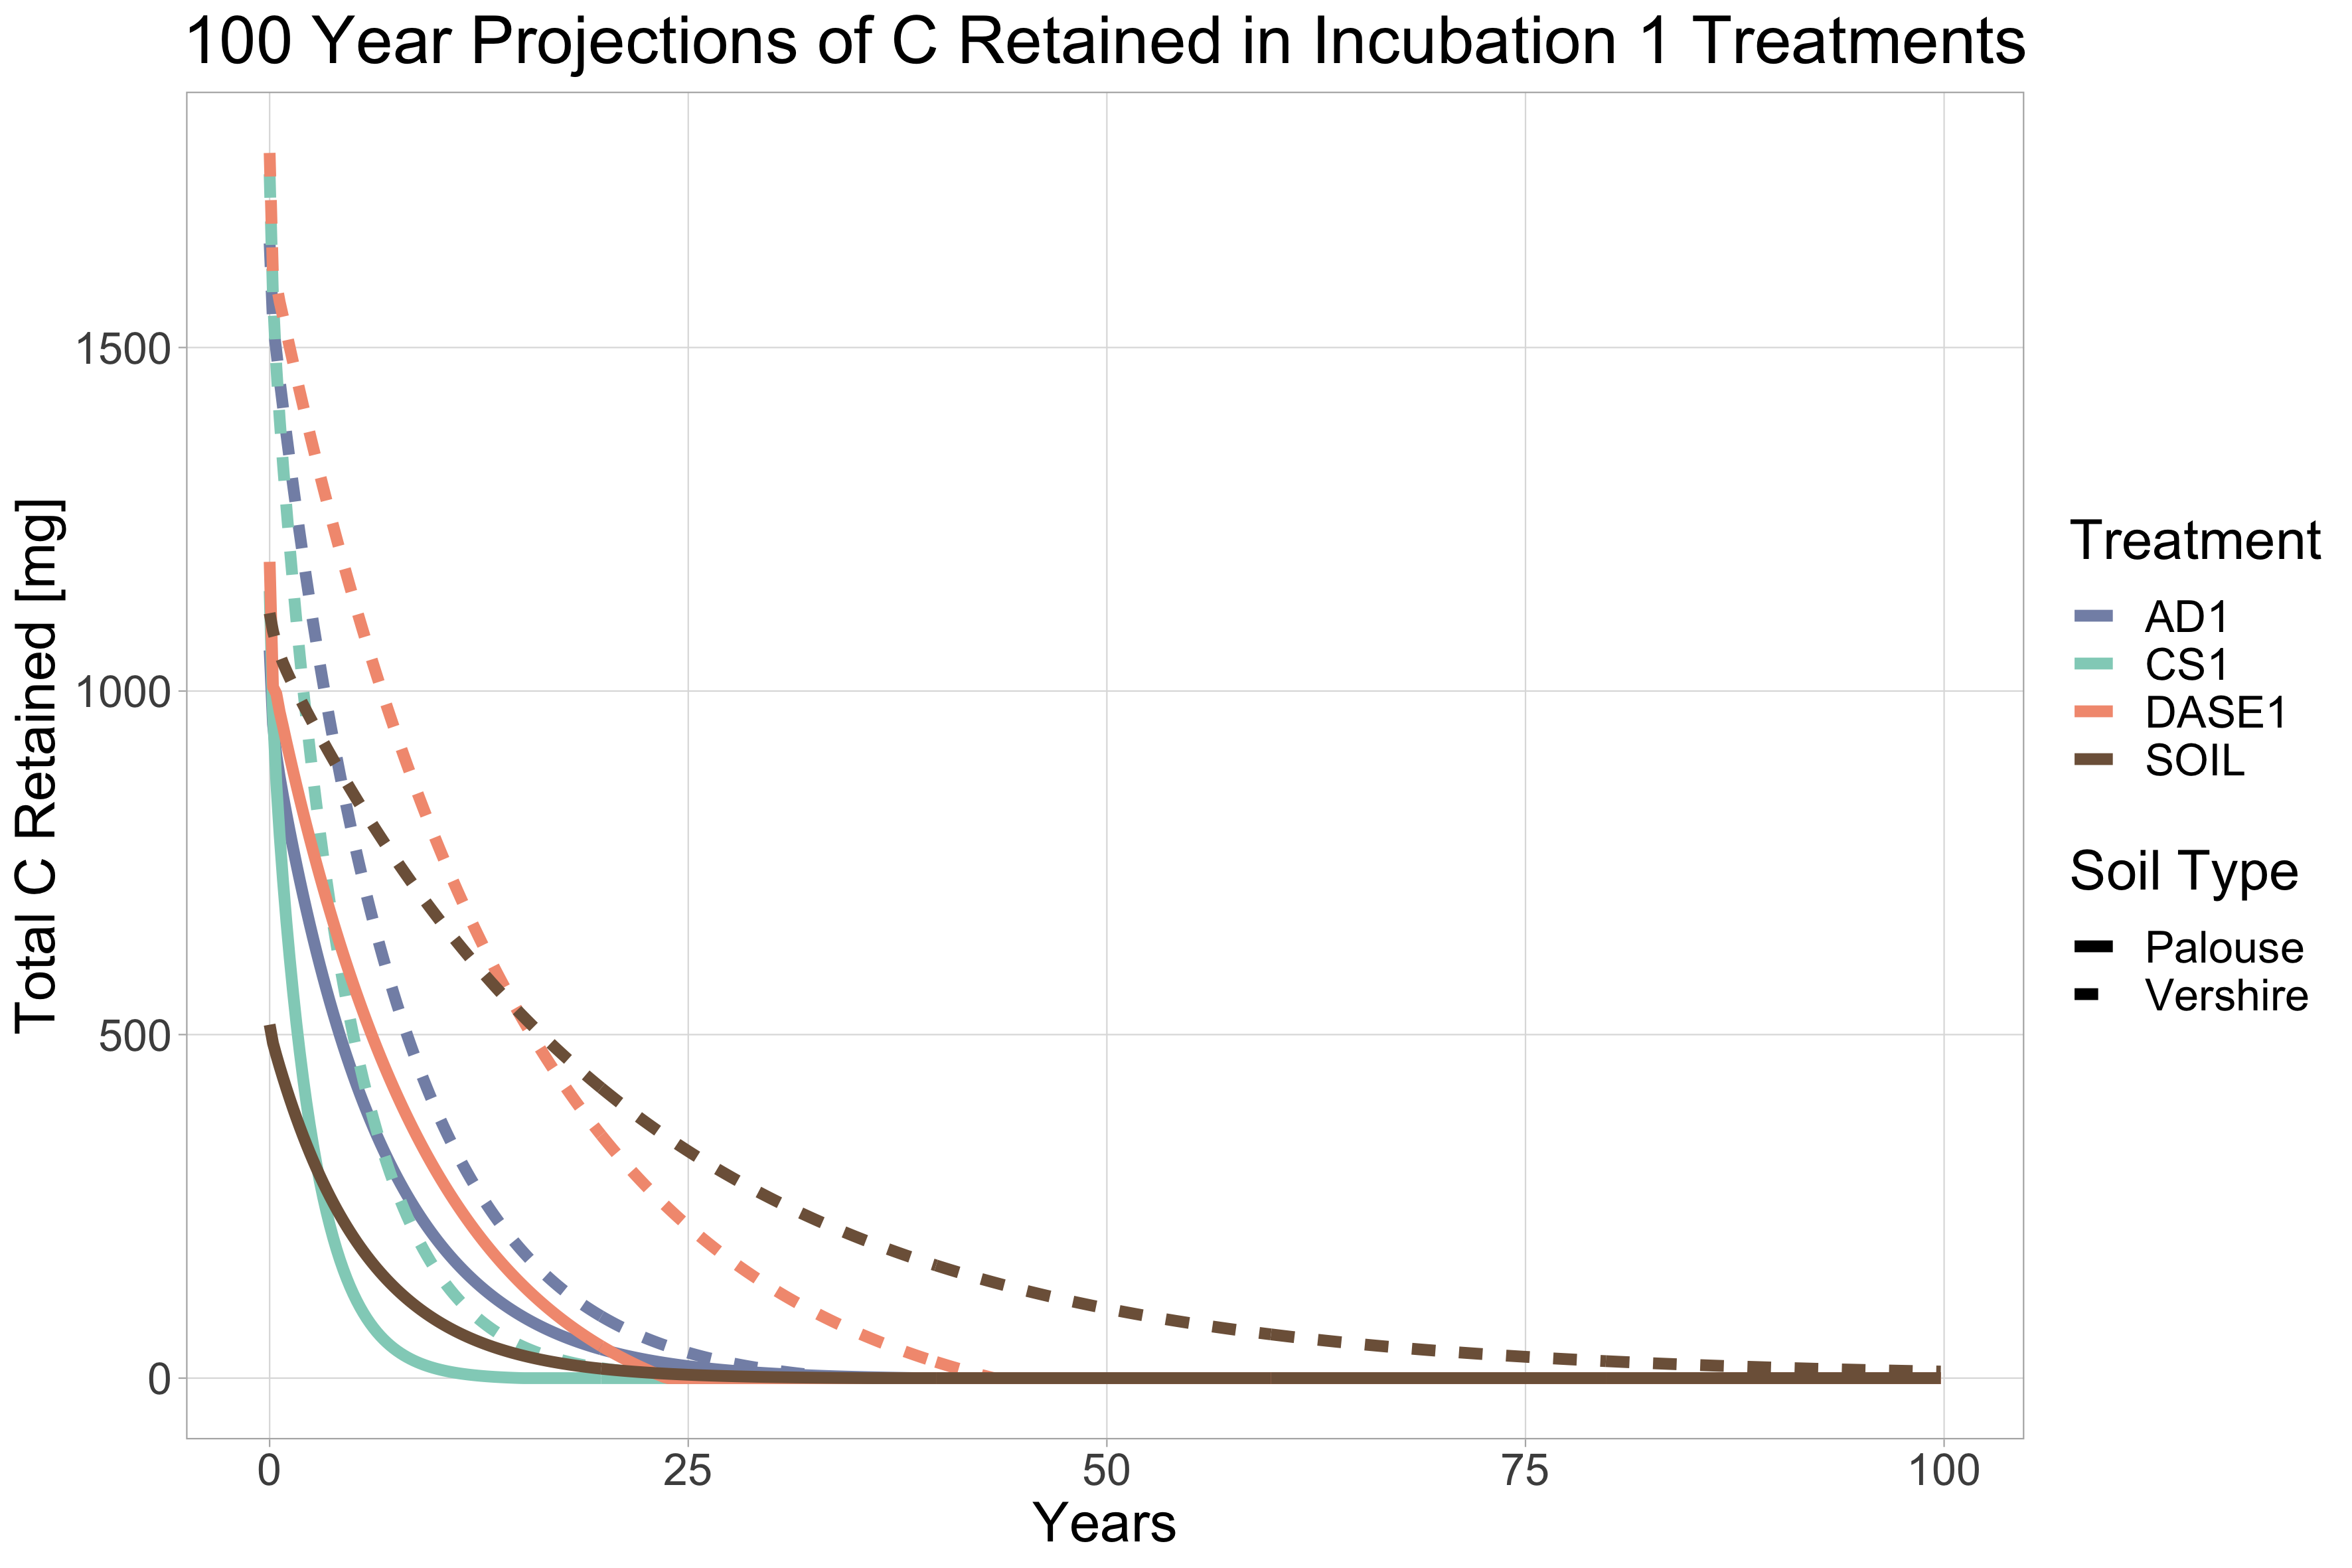 100 Year Projections of C Retained in Incubation 1 Treatments
Total C Retained [mg]
1500
1000
500
0
0 25 50 75 100
Years
Treatment
AD1
CS1
DASE1
SOIL
Soil Type
Palouse
Vershire